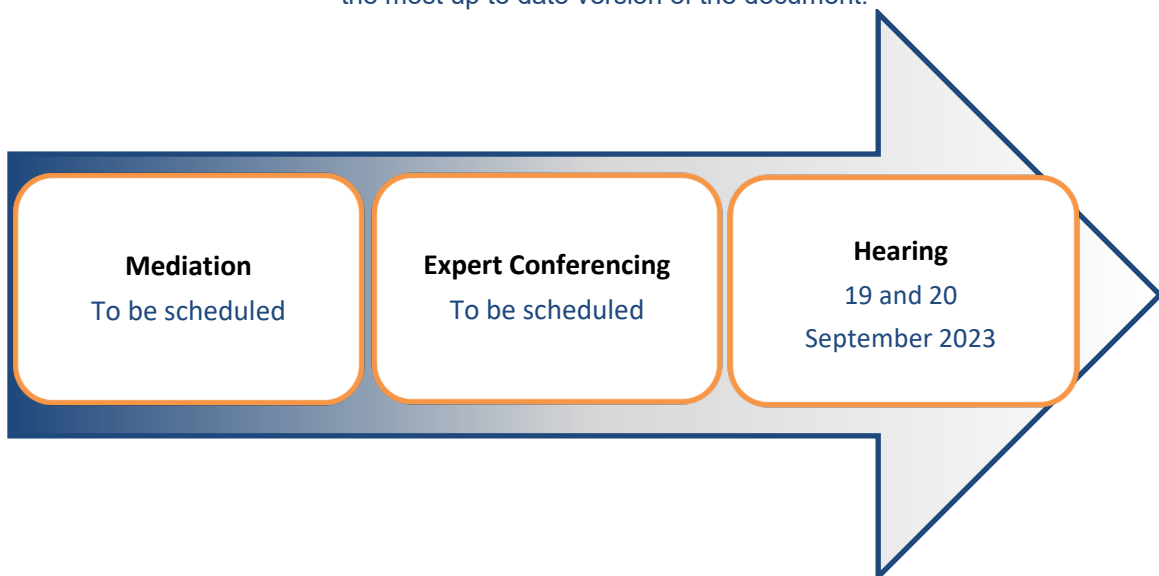 the most up to date version of the document.
Mediation
To be scheduled
Expert Conferencing
To be scheduled
Hearing
19 and 20
September 2023